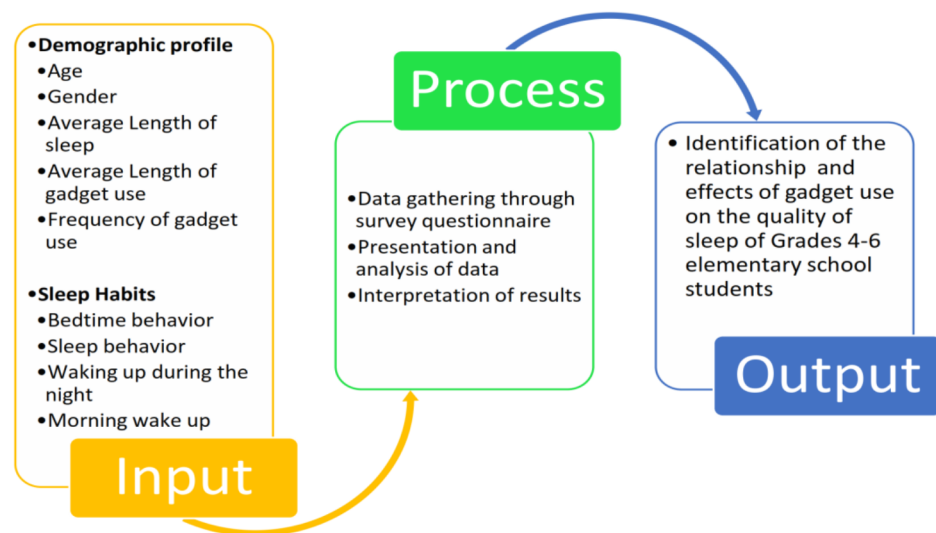 •Demographic profile
•Age
•Gender
•Average Length of
sleep
•Average Length of
gadget use
•Frequency of gadget
use
•Sleep Habits
•Bedtime behavior
•Sleep behavior
•Waking up during the
night
•Morning wake up
Input
Process
•Data gathering through
survey questionnaire
•Presentation and
analysis of data
•Interpretation of results
• Identification of the
relationship and
effects of gadget use
on the quality of
sleep of Grades 4-6
elementary school
students
Output